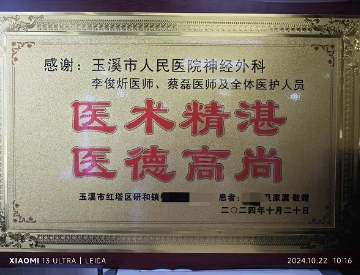 感谢：玉溪市人民医院神经外科
李俊炘医师、蔡磊医师及全体医护人员
医术精湛
医德高尚
玉溪市红塔区研和镇
患者：及家属 敬赠
二〇二四年十月二十日
XIAOMI 13 ULTRA | LEICA
2024.10.22 10:16